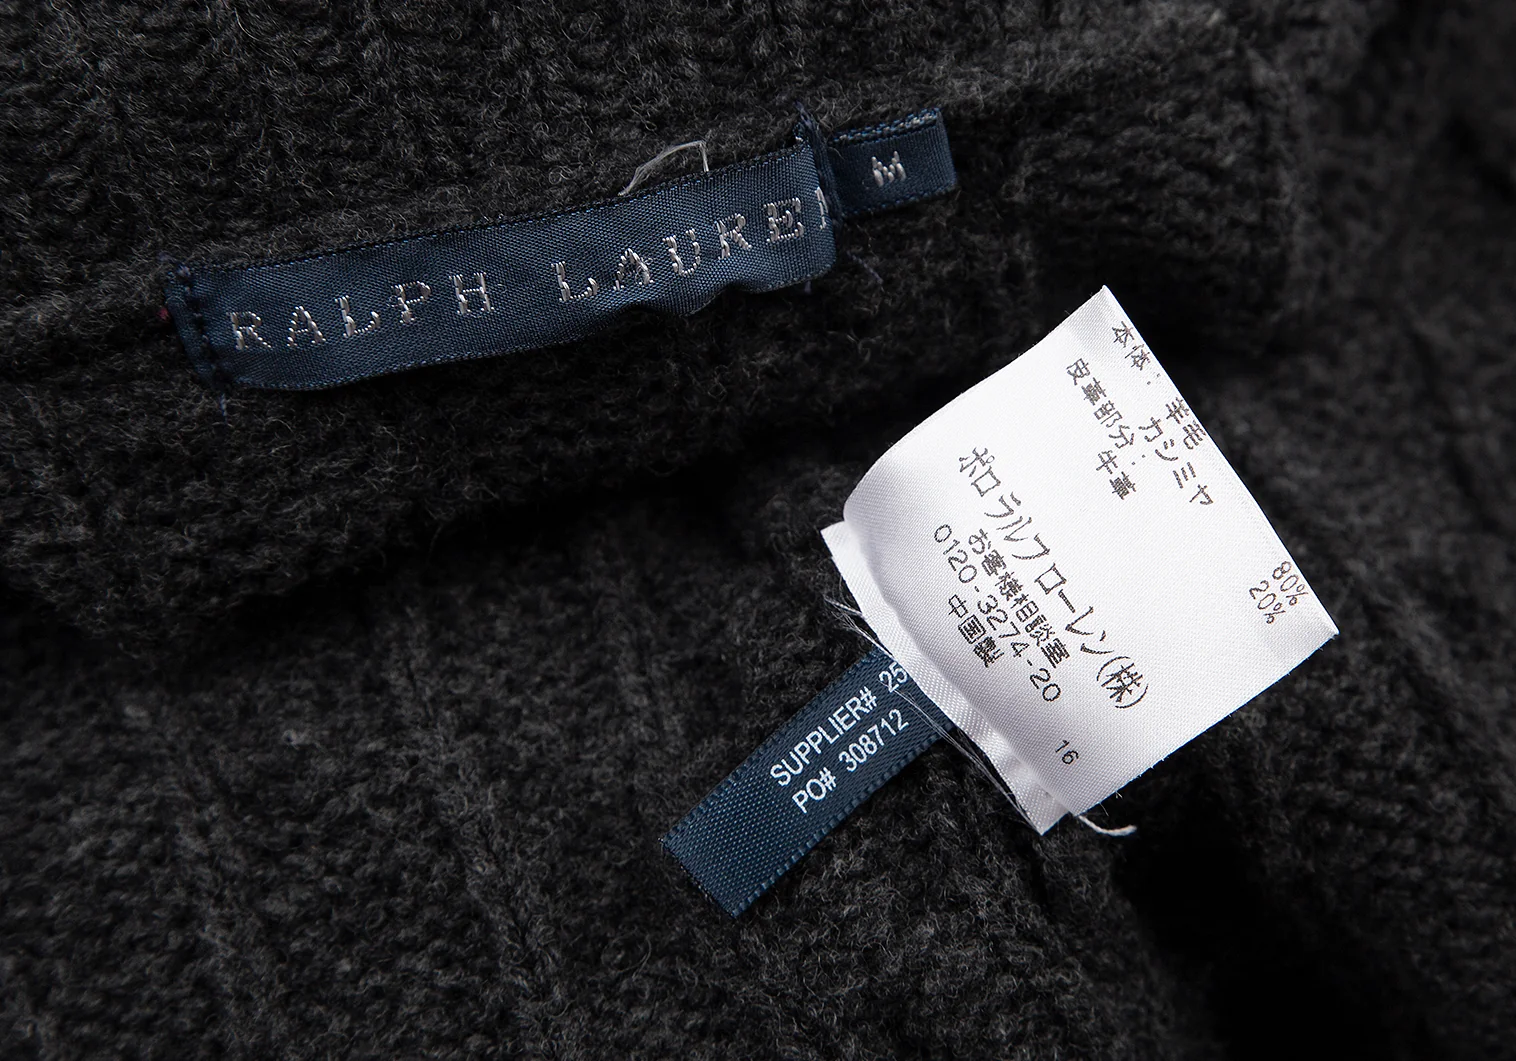 RALPH LAUREN
M
本体: 羊毛 80%
カシミヤ 20%
皮革部分: 牛革
ポロ ラルフ ローレン(株)
お客様相談室
0120-3274-20
中国製
16
SUPPLIER# 25
PO# 308712